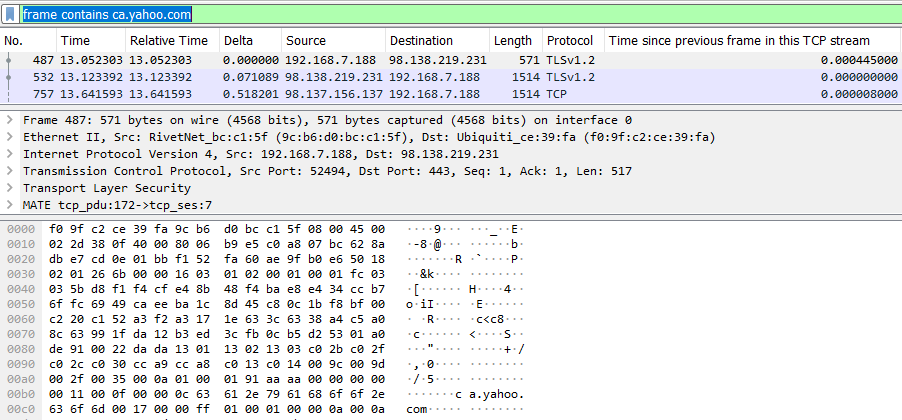 frame contains ca.yahoo.com
No. Time Relative Time Delta Source Destination Length Protocol Time since previous frame in this TCP stream
487 13.052303 13.052303 0.000000 192.168.7.188 98.138.219.231 571 TLSv1.2 0.000445000
532 13.123392 13.123392 0.071089 98.138.219.231 192.168.7.188 1514 TLSv1.2 0.000000000
757 13.641593 13.641593 0.518201 98.137.156.137 192.168.7.188 1514 TCP 0.000008000
Frame 487: 571 bytes on wire (4568 bits), 571 bytes captured (4568 bits) on interface 0
Ethernet II, Src: RivetNet_bc:c1:5f (9c:b6:d0:bc:c1:5f), Dst: Ubiquiti_ce:39:fa (f0:9f:c2:ce:39:fa)
Internet Protocol Version 4, Src: 192.168.7.188, Dst: 98.138.219.231
Transmission Control Protocol, Src Port: 52494, Dst Port: 443, Seq: 1, Ack: 1, Len: 517
Transport Layer Security
MATE tcp_pdu:172->tcp_ses:7
0000 f0 9f c2 ce 39 fa 9c b6 d0 bc c1 5f 08 00 45 00 ····9··· ···_··E·
0010 02 2d 38 0f 40 00 80 06 b9 e5 c0 a8 07 bc 62 8a ·-8·@··· ······b·
0020 db e7 cd 0e 01 bb f1 52 fa 60 ae 9f b0 e6 50 18 ·······R ·`····P·
0030 02 01 26 6b 00 00 16 03 01 02 00 01 00 01 fc 03 ··&k···· ········
0040 03 5b d8 f1 f4 cf e4 8b 48 f4 ba e8 e4 34 cc b7 ·[······ H····4··
0050 6f fc 69 49 ca ee ba 1c 8d 45 c8 0c 1b f8 bf 00 o·iI···· ·E······
0060 c2 20 c1 52 a3 f2 a3 17 1e 63 3c 63 38 a4 c5 a0 · ·R···· ·c<c8···
0070 8c 63 99 1f da 12 b3 ed 3c fb 0c b5 d2 53 01 a0 ·c······ <····S··
0080 de 91 00 22 da da 13 01 13 02 13 03 c0 2b c0 2f ···"···· ·····+·/
0090 c0 2c c0 30 cc a9 cc a8 c0 13 c0 14 00 9c 00 9d ·,·0···· ········
00a0 00 2f 00 35 00 0a 01 00 01 91 aa aa 00 00 00 00 ·/·5···· ········
00b0 00 11 00 0f 00 00 0c 63 61 2e 79 61 68 6f 6f 2e ·······c a.yahoo.
00c0 63 6f 6d 00 17 00 00 ff 01 00 01 00 00 0a 00 0a com····· ········